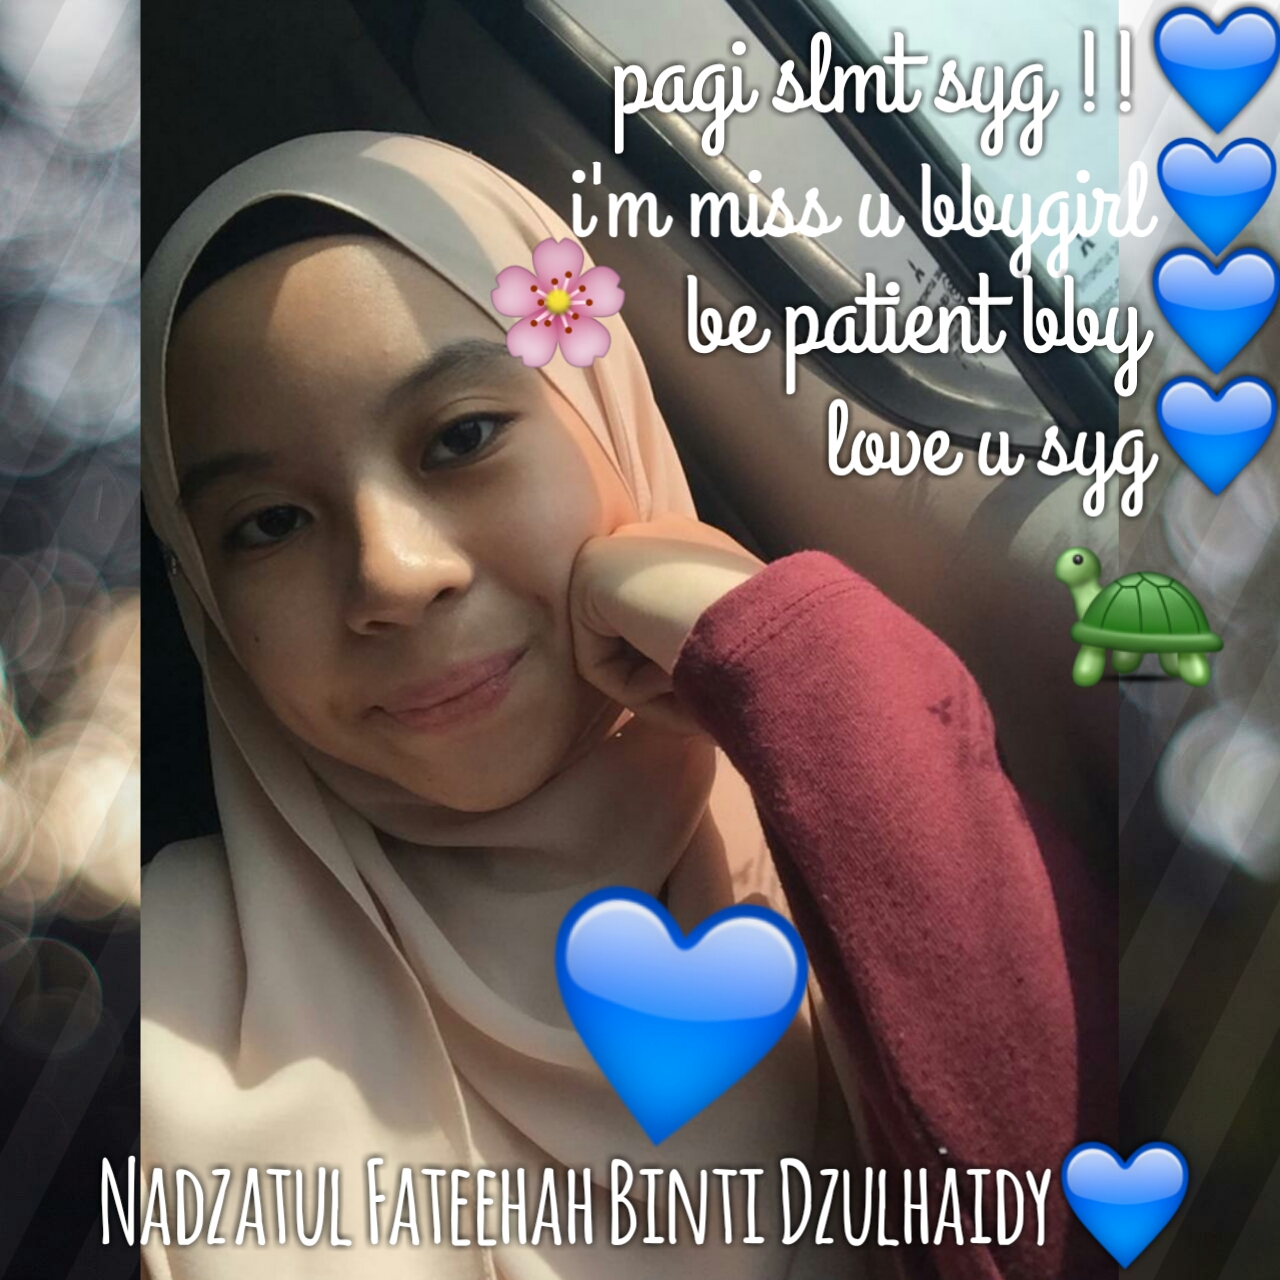 pagi slmt syg !! 💙
i'm miss u bbygirl 💙
be patient bby 💙
love u syg 💙
NADZATUL FATEEHAH BINTI DZULHAIDY 💙